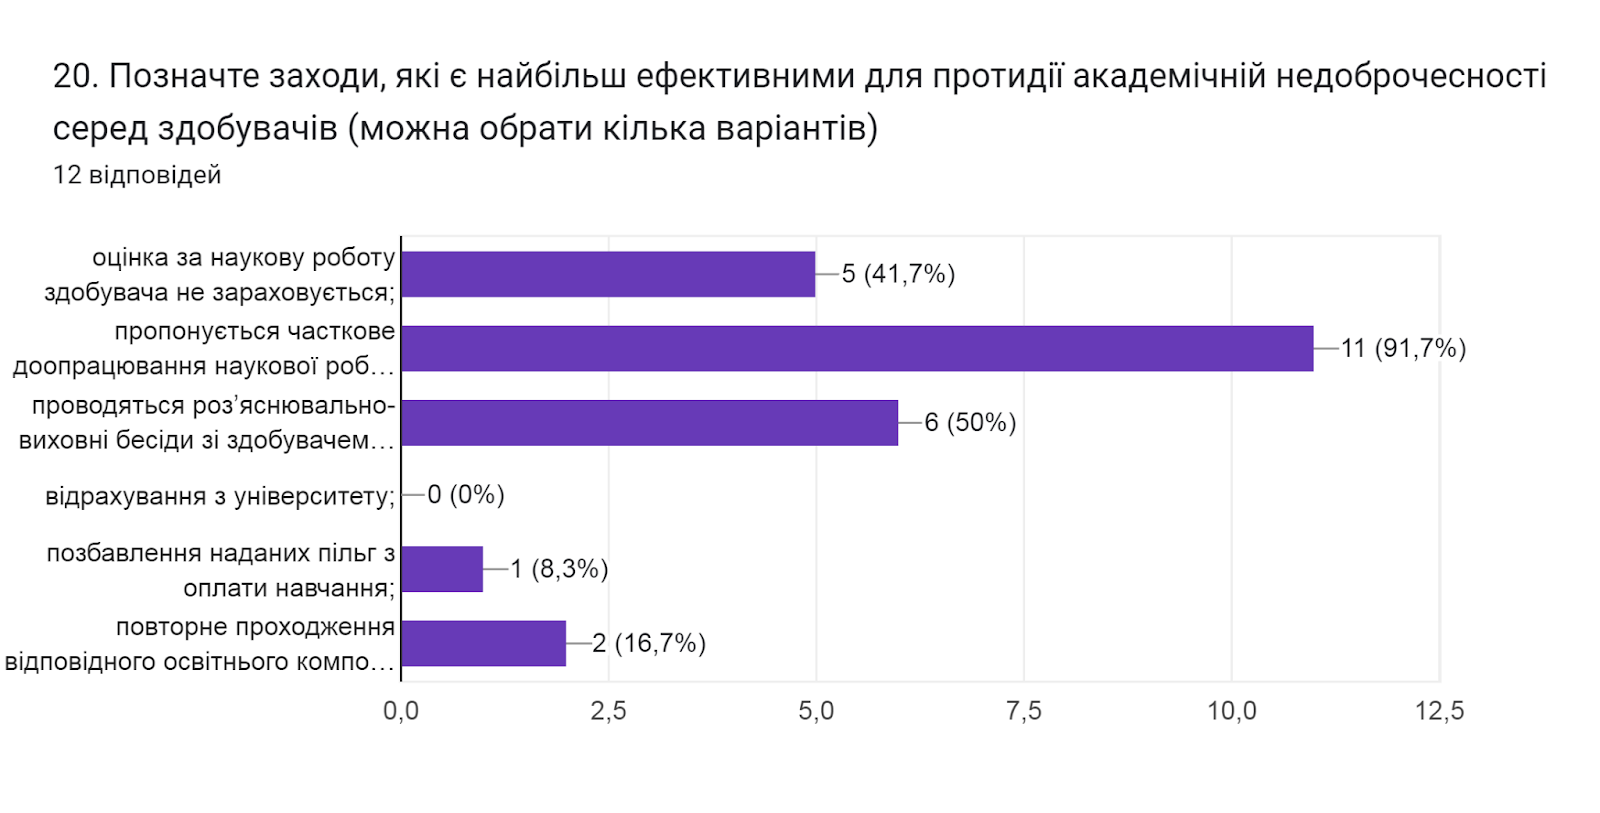 20. Позначте заходи, які є найбільш ефективними для протидії академічній недоброчесності
серед здобувачів (можна обрати кілька варіантів)
12 відповідей
оцінка за наукову роботу
здобувача не зараховується;
5 (41,7%)
пропонується часткове
доопрацювання наукової роб…
11 (91,7%)
проводяться роз’яснювально-
виховні бесіди зі здобувачем…
6 (50%)
відрахування з університету;
0 (0%)
позбавлення наданих пільг з
оплати навчання;
1 (8,3%)
повторне проходження
відповідного освітнього компо…
2 (16,7%)
0,0 2,5 5,0 7,5 10,0 12,5